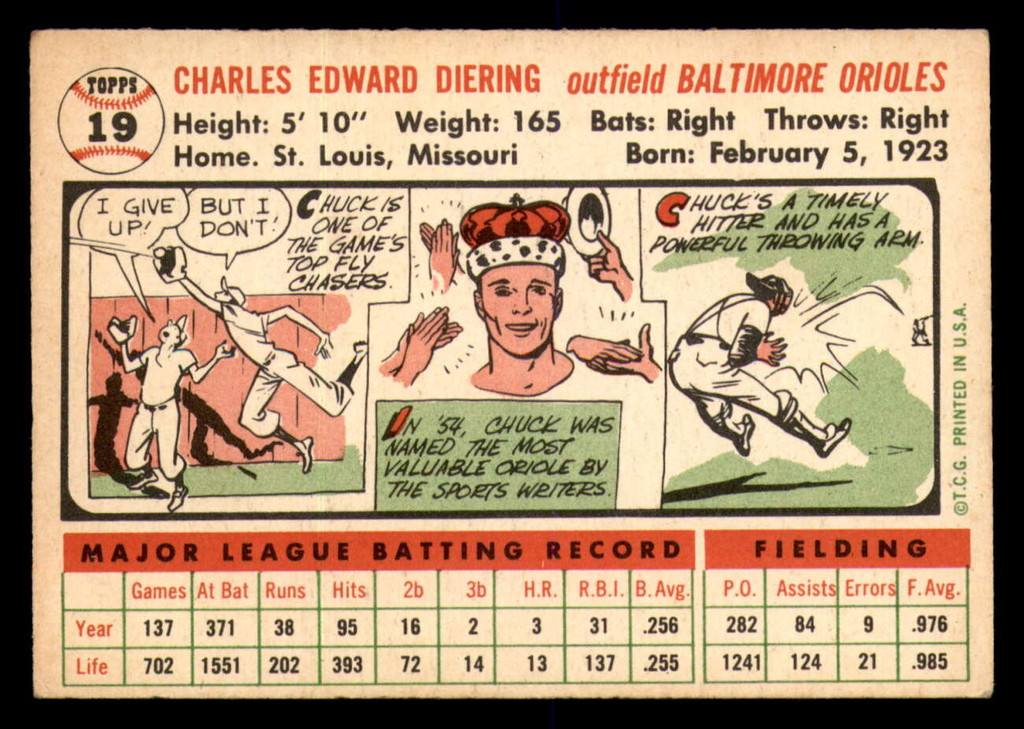 TOPPS
19
CHARLES EDWARD DIERING outfield BALTIMORE ORIOLES
Height: 5' 10" Weight: 165 Bats: Right Throws: Right
Home. St. Louis, Missouri Born: February 5, 1923
I GIVE
UP!
BUT I
DON'T!
CHUCK IS
ONE OF
THE GAME'S
TOP FLY
CHASERS.
IN '54, CHUCK WAS
NAMED THE MOST
VALUABLE ORIOLE BY
THE SPORTS WRITERS.
CHUCK'S A TIMELY
HITTER AND HAS A
POWERFUL THROWING ARM.
©T.C.G. PRINTED IN U.S.A.
MAJOR LEAGUE BATTING RECORD FIELDING
Games At Bat Runs Hits 2b 3b H.R. R.B.I. B. Avg. P.O. Assists Errors F. Avg.
Year 137 371 38 95 16 2 3 31 .256 282 84 9 .976
Life 702 1551 202 393 72 14 13 137 .255 1241 124 21 .985